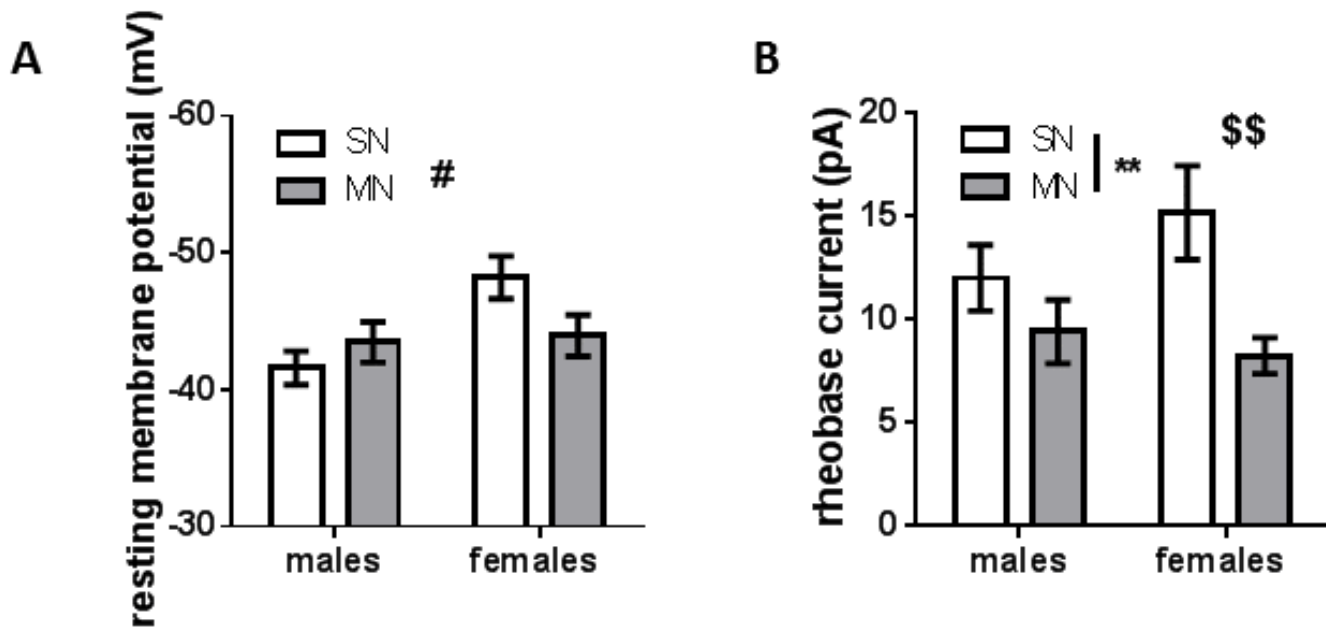 A
resting membrane potential (mV)
-60
-50
-40
-30
SN
MN
#
males
females
B
rheobase current (pA)
20
15
10
5
0
SN
MN
**
$$
males
females